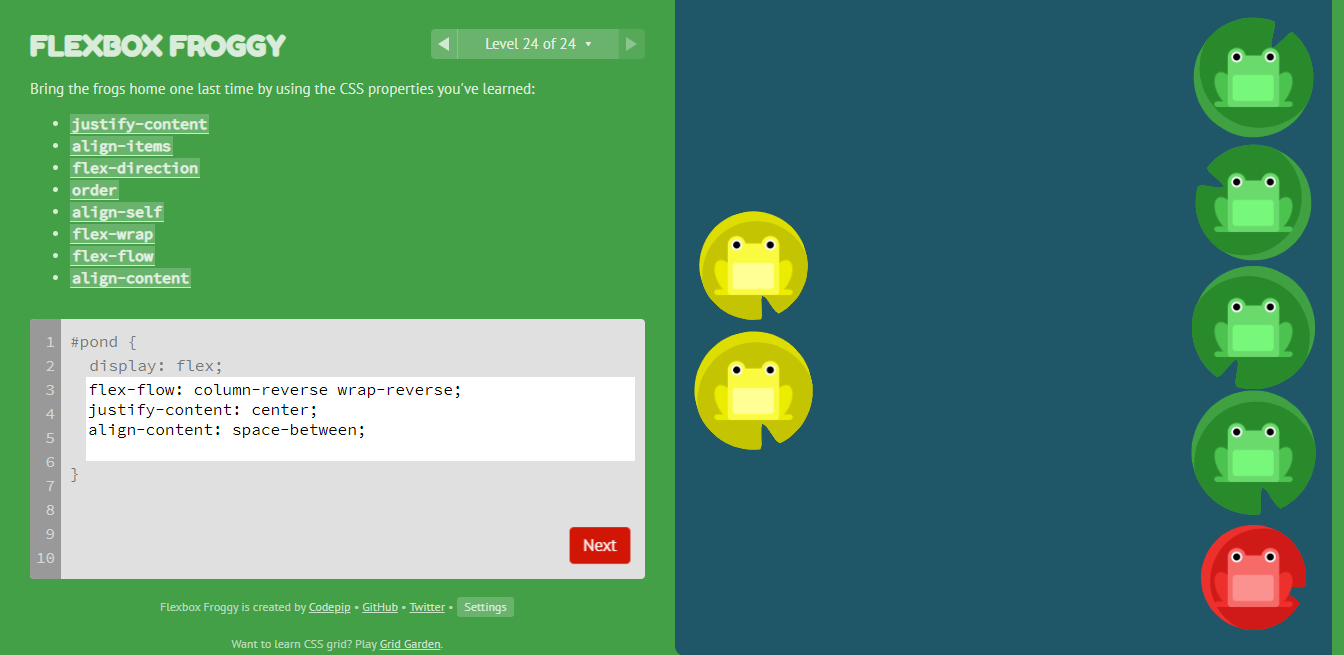 FLEXBOX FROGGY
Level 24 of 24
Bring the frogs home one last time by using the CSS properties you've learned:
justify-content
align-items
flex-direction
order
align-self
flex-wrap
flex-flow
align-content
1 #pond {
2 display: flex;
3 flex-flow: column-reverse wrap-reverse;
4 justify-content: center;
5 align-content: space-between;
6
7 }
8
9
10
Next
Flexbox Froggy is created by Codepip • GitHub • Twitter • Settings
Want to learn CSS grid? Play Grid Garden.